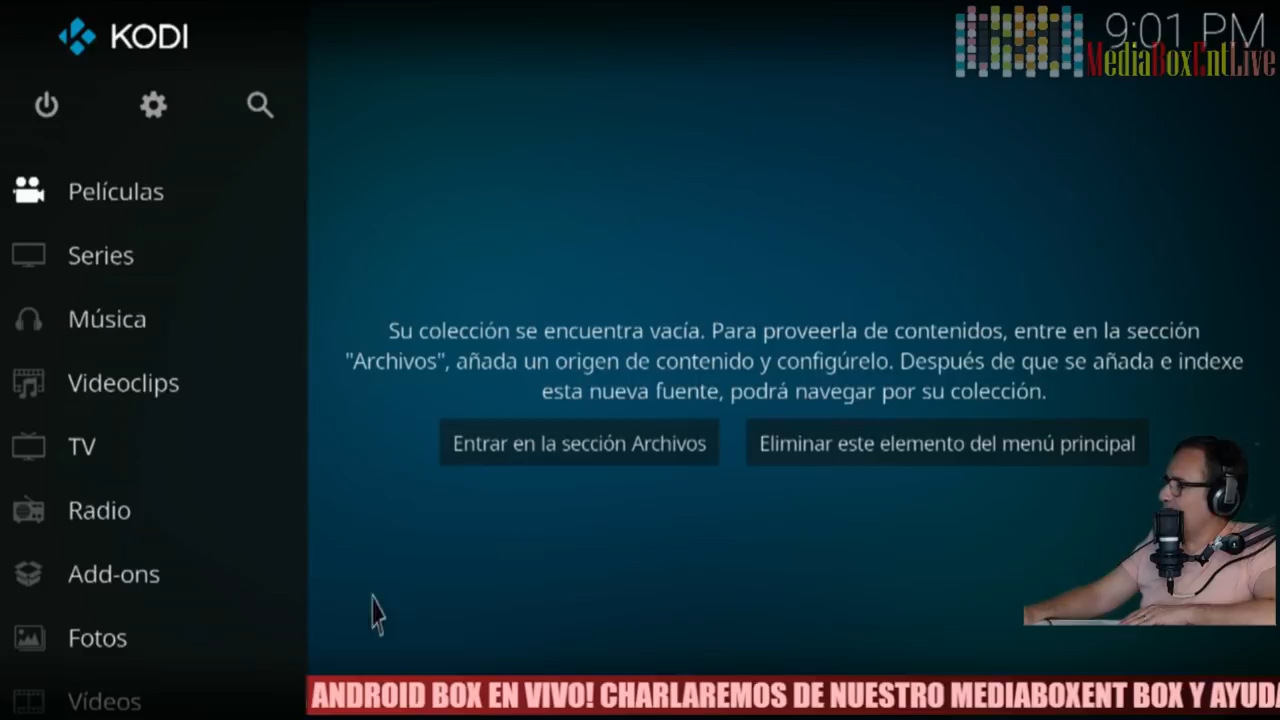 KODI
9:01 PM
MediaBoxEntLive
Películas
Series
Música
Videoclips
TV
Radio
Add-ons
Fotos
Vídeos
Su colección se encuentra vacía. Para proveerla de contenidos, entre en la sección
"Archivos", añada un origen de contenido y configúrelo. Después de que se añada e indexe
esta nueva fuente, podrá navegar por su colección.
Entrar en la sección Archivos
Eliminar este elemento del menú principal
ANDROID BOX EN VIVO! CHARLAREMOS DE NUESTRO MEDIABOXENT BOX Y AYUDA